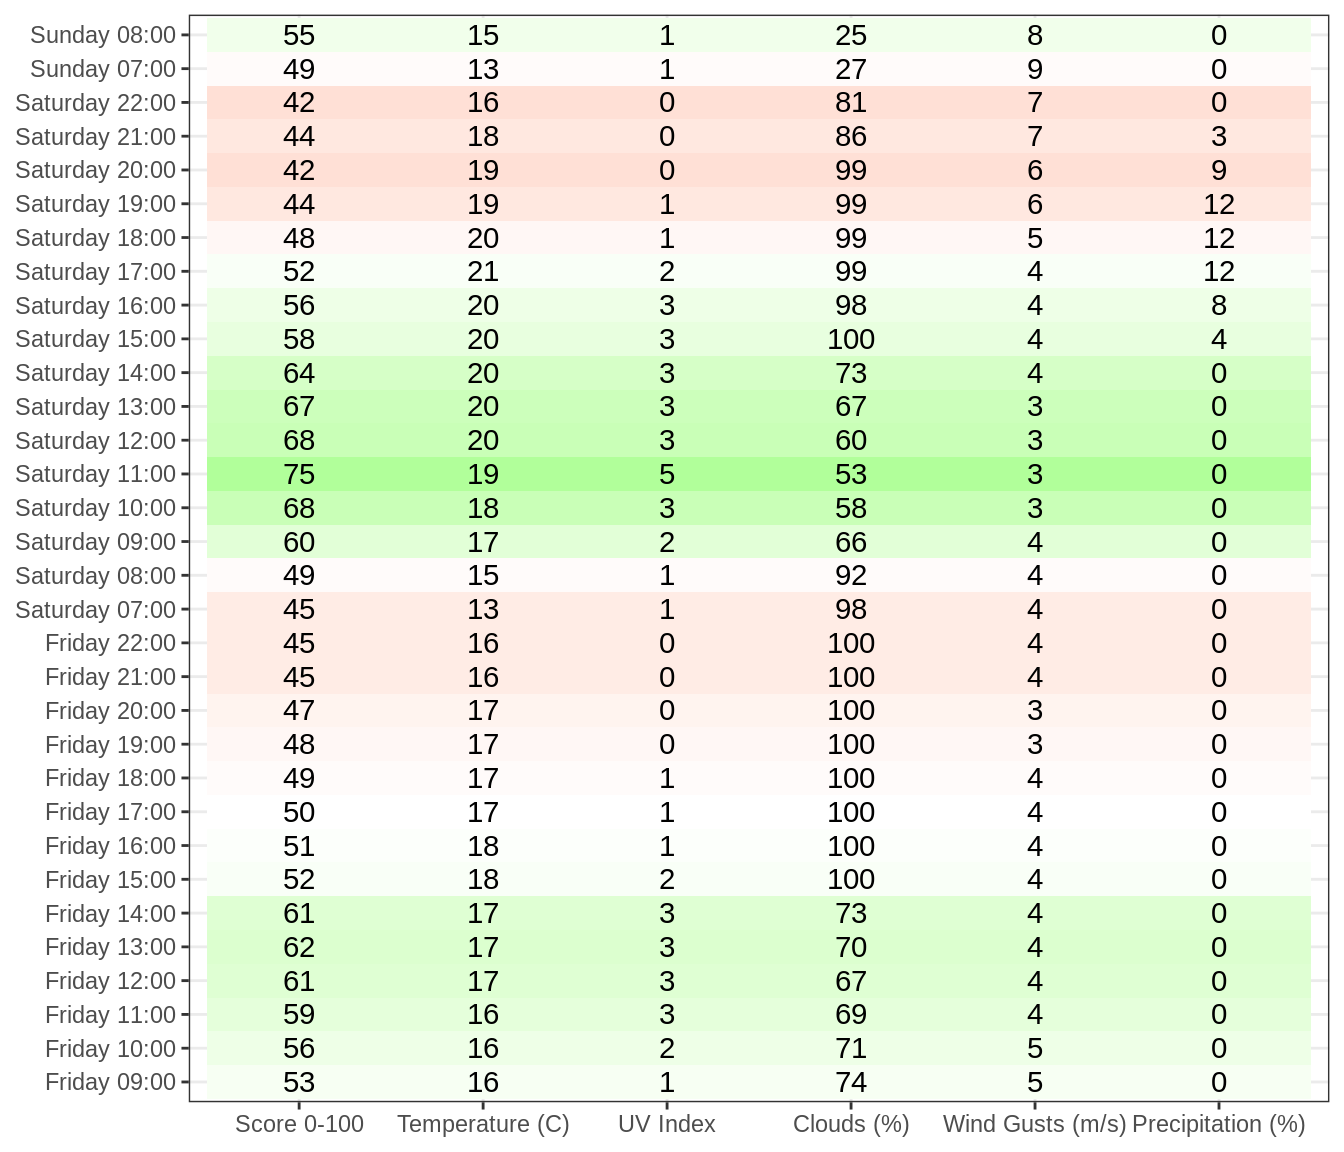 Sunday 08:00 55 15 1 25 8 0
Sunday 07:00 49 13 1 27 9 0
Saturday 22:00 42 16 0 81 7 0
Saturday 21:00 44 18 0 86 7 3
Saturday 20:00 42 19 0 99 6 9
Saturday 19:00 44 19 1 99 6 12
Saturday 18:00 48 20 1 99 5 12
Saturday 17:00 52 21 2 99 4 12
Saturday 16:00 56 20 3 98 4 8
Saturday 15:00 58 20 3 100 4 4
Saturday 14:00 64 20 3 73 4 0
Saturday 13:00 67 20 3 67 3 0
Saturday 12:00 68 20 3 60 3 0
Saturday 11:00 75 19 5 53 3 0
Saturday 10:00 68 18 3 58 3 0
Saturday 09:00 60 17 2 66 4 0
Saturday 08:00 49 15 1 92 4 0
Saturday 07:00 45 13 1 98 4 0
Friday 22:00 45 16 0 100 4 0
Friday 21:00 45 16 0 100 4 0
Friday 20:00 47 17 0 100 3 0
Friday 19:00 48 17 0 100 3 0
Friday 18:00 49 17 1 100 4 0
Friday 17:00 50 17 1 100 4 0
Friday 16:00 51 18 1 100 4 0
Friday 15:00 52 18 2 100 4 0
Friday 14:00 61 17 3 73 4 0
Friday 13:00 62 17 3 70 4 0
Friday 12:00 61 17 3 67 4 0
Friday 11:00 59 16 3 69 4 0
Friday 10:00 56 16 2 71 5 0
Friday 09:00 53 16 1 74 5 0
Score 0-100 Temperature (C) UV Index Clouds (%) Wind Gusts (m/s) Precipitation (%)